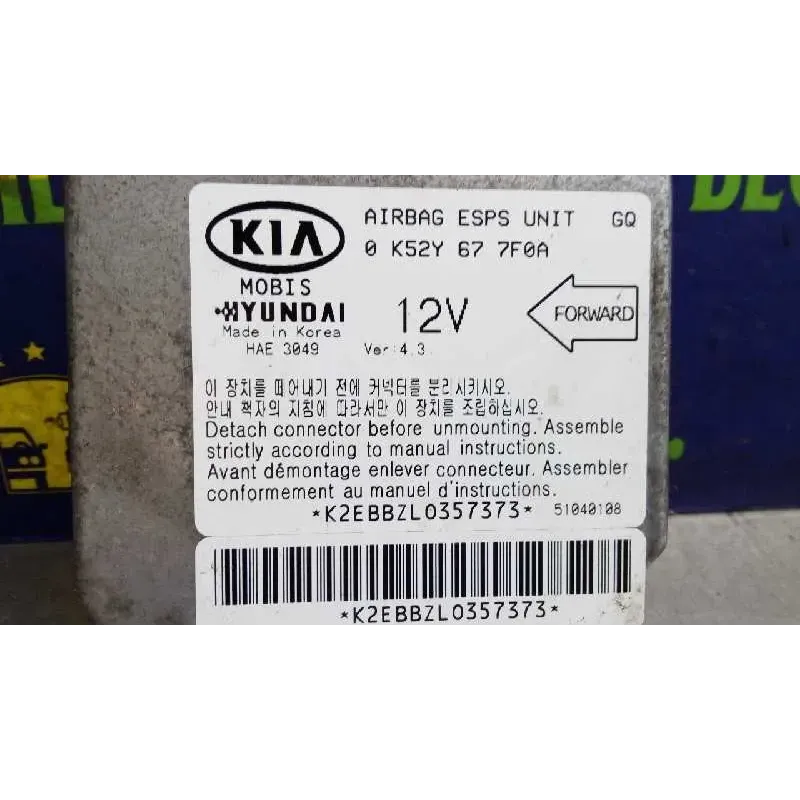 KIA
AIRBAG ESPS UNIT GQ
0 K52Y 67 7F0A
MOBIS
HYUNDAI
Made in Korea
HAE 3049
12V
Ver:4.3
FORWARD
이 장치를 떼어내기 전에 커넥터를 분리시키시오.
안내 책자의 지침에 따라서만 이 장치를 조립하십시오.
Detach connector before unmounting. Assemble
strictly according to manual instructions.
Avant démontage enlever connecteur. Assembler
conformement au manuel d'instructions.
*K2EBBZL0357373* 51040108
*K2EBBZL0357373*